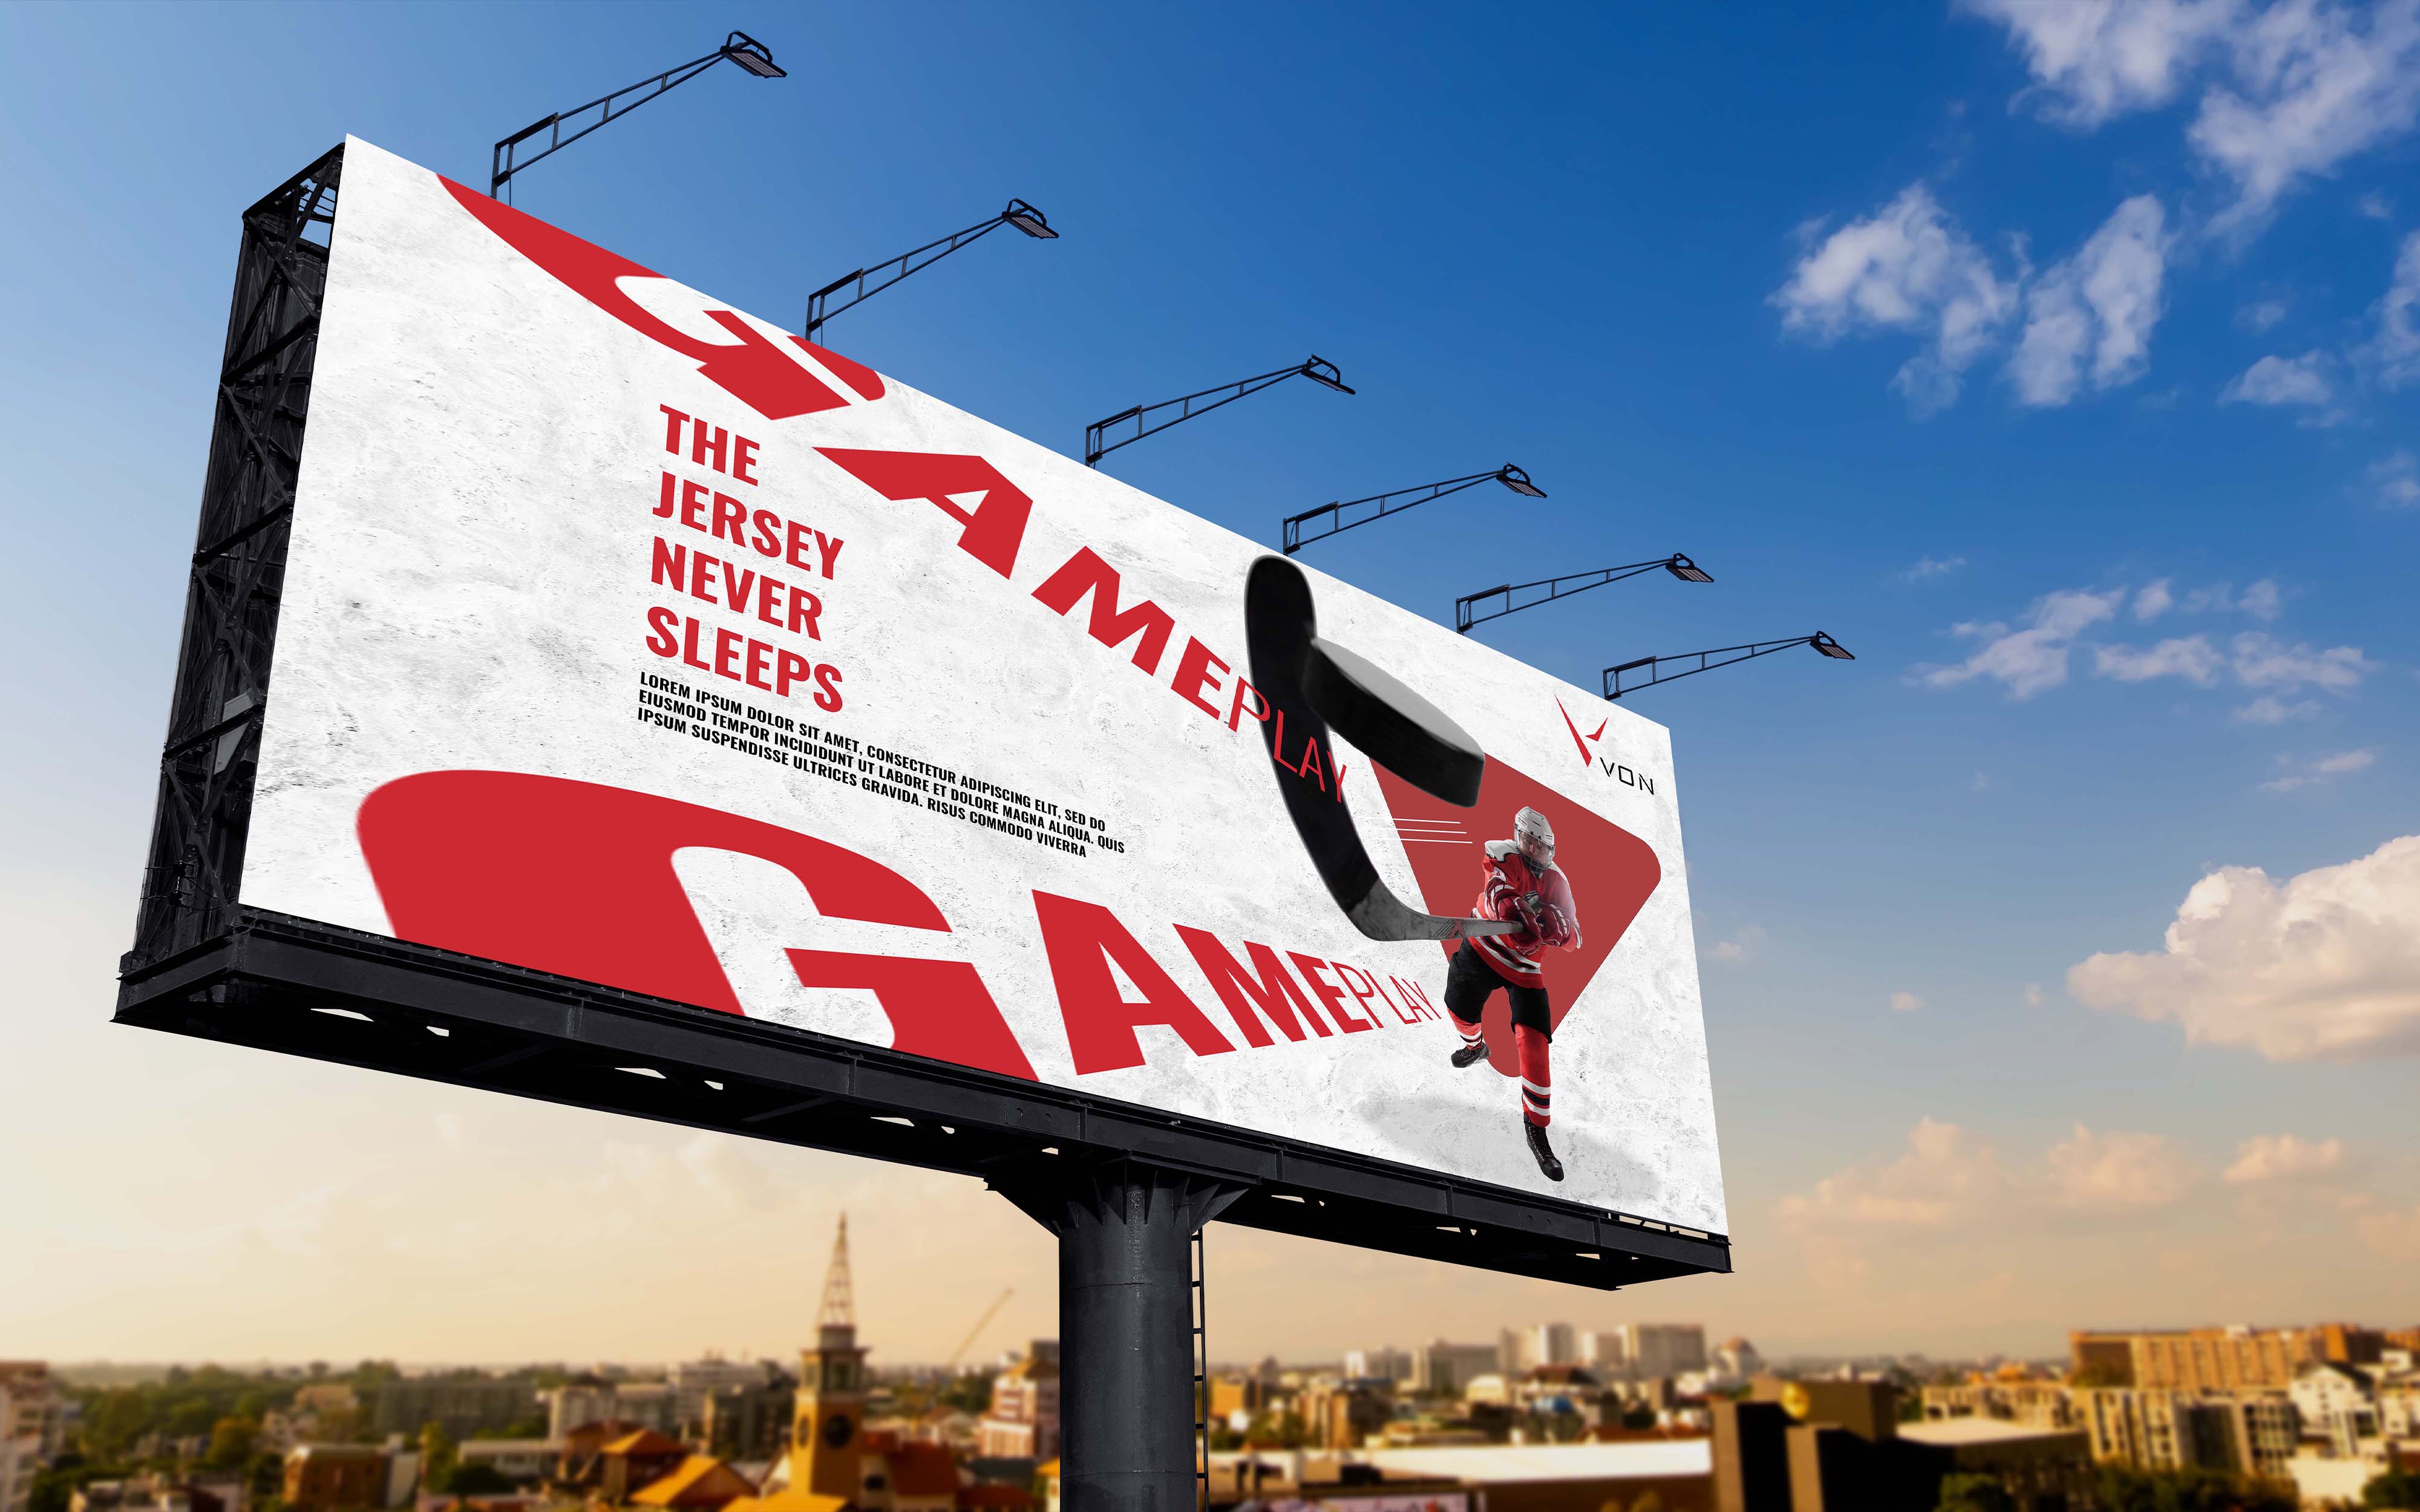 GAMEPLAY
THE
JERSEY
NEVER
SLEEPS
LOREM IPSUM DOLOR SIT AMET, CONSECTETUR ADIPISCING ELIT, SED DO
EIUSMOD TEMPOR INCIDIDUNT UT LABORE ET DOLORE MAGNA ALIQUA. QUIS
IPSUM SUSPENDISSE ULTRICES GRAVIDA. RISUS COMMODO VIVERRA
VON
GAMEPLAY